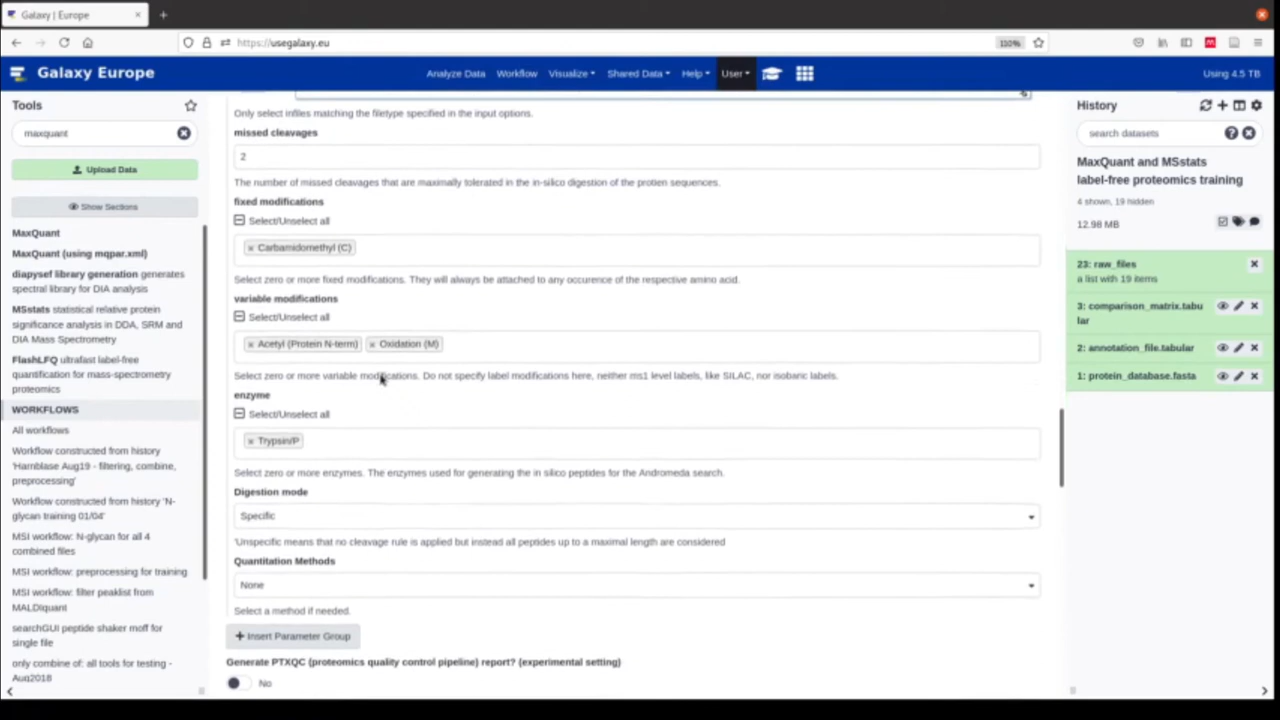 Galaxy | Europe
https://usegalaxy.eu
110%
Galaxy Europe
Analyze Data
Workflow
Visualize
Shared Data
Help
User
Using 4.5 TB
Tools
maxquant
Upload Data
Show Sections
MaxQuant
MaxQuant (using mqpar.xml)
diapysef library generation generates
spectral library for DIA analysis
MSstats statistical relative protein
significance analysis in DDA, SRM and
DIA Mass Spectrometry
FlashLFQ ultrafast label-free
quantification for mass-spectrometry
proteomics
WORKFLOWS
All workflows
Workflow constructed from history
'Harnblase Aug19 - filtering, combine,
preprocessing'
Workflow constructed from history 'N-
glycan training 01/04'
MSI workflow: N-glycan for all 4
combined files
MSI workflow: preprocessing for training
MSI workflow: filter peaklist from
MALDIquant
searchGUI peptide shaker moff for
single file
only combine of: all tools for testing -
Aug2018
Only select infiles matching the filetype specified in the input options.
missed cleavages
2
The number of missed cleavages that are maximally tolerated in the in-silico digestion of the protien sequences.
fixed modifications
Select/Unselect all
× Carbamidomethyl (C)
Select zero or more fixed modifications. They will always be attached to any occurence of the respective amino acid.
variable modifications
Select/Unselect all
× Acetyl (Protein N-term) × Oxidation (M)
Select zero or more variable modifications. Do not specify label modifications here, neither ms1 level labels, like SILAC, nor isobaric labels.
enzyme
Select/Unselect all
× Trypsin/P
Select zero or more enzymes. The enzymes used for generating the in silico peptides for the Andromeda search.
Digestion mode
Specific
'Unspecific means that no cleavage rule is applied but instead all peptides up to a maximal length are considered
Quantitation Methods
None
Select a method if needed.
+ Insert Parameter Group
Generate PTXQC (proteomics quality control pipeline) report? (experimental setting)
No
History
search datasets
MaxQuant and MSstats
label-free proteomics training
4 shown, 19 hidden
12.98 MB
23: raw_files
a list with 19 items
3: comparison_matrix.tabu
lar
2: annotation_file.tabular
1: protein_database.fasta